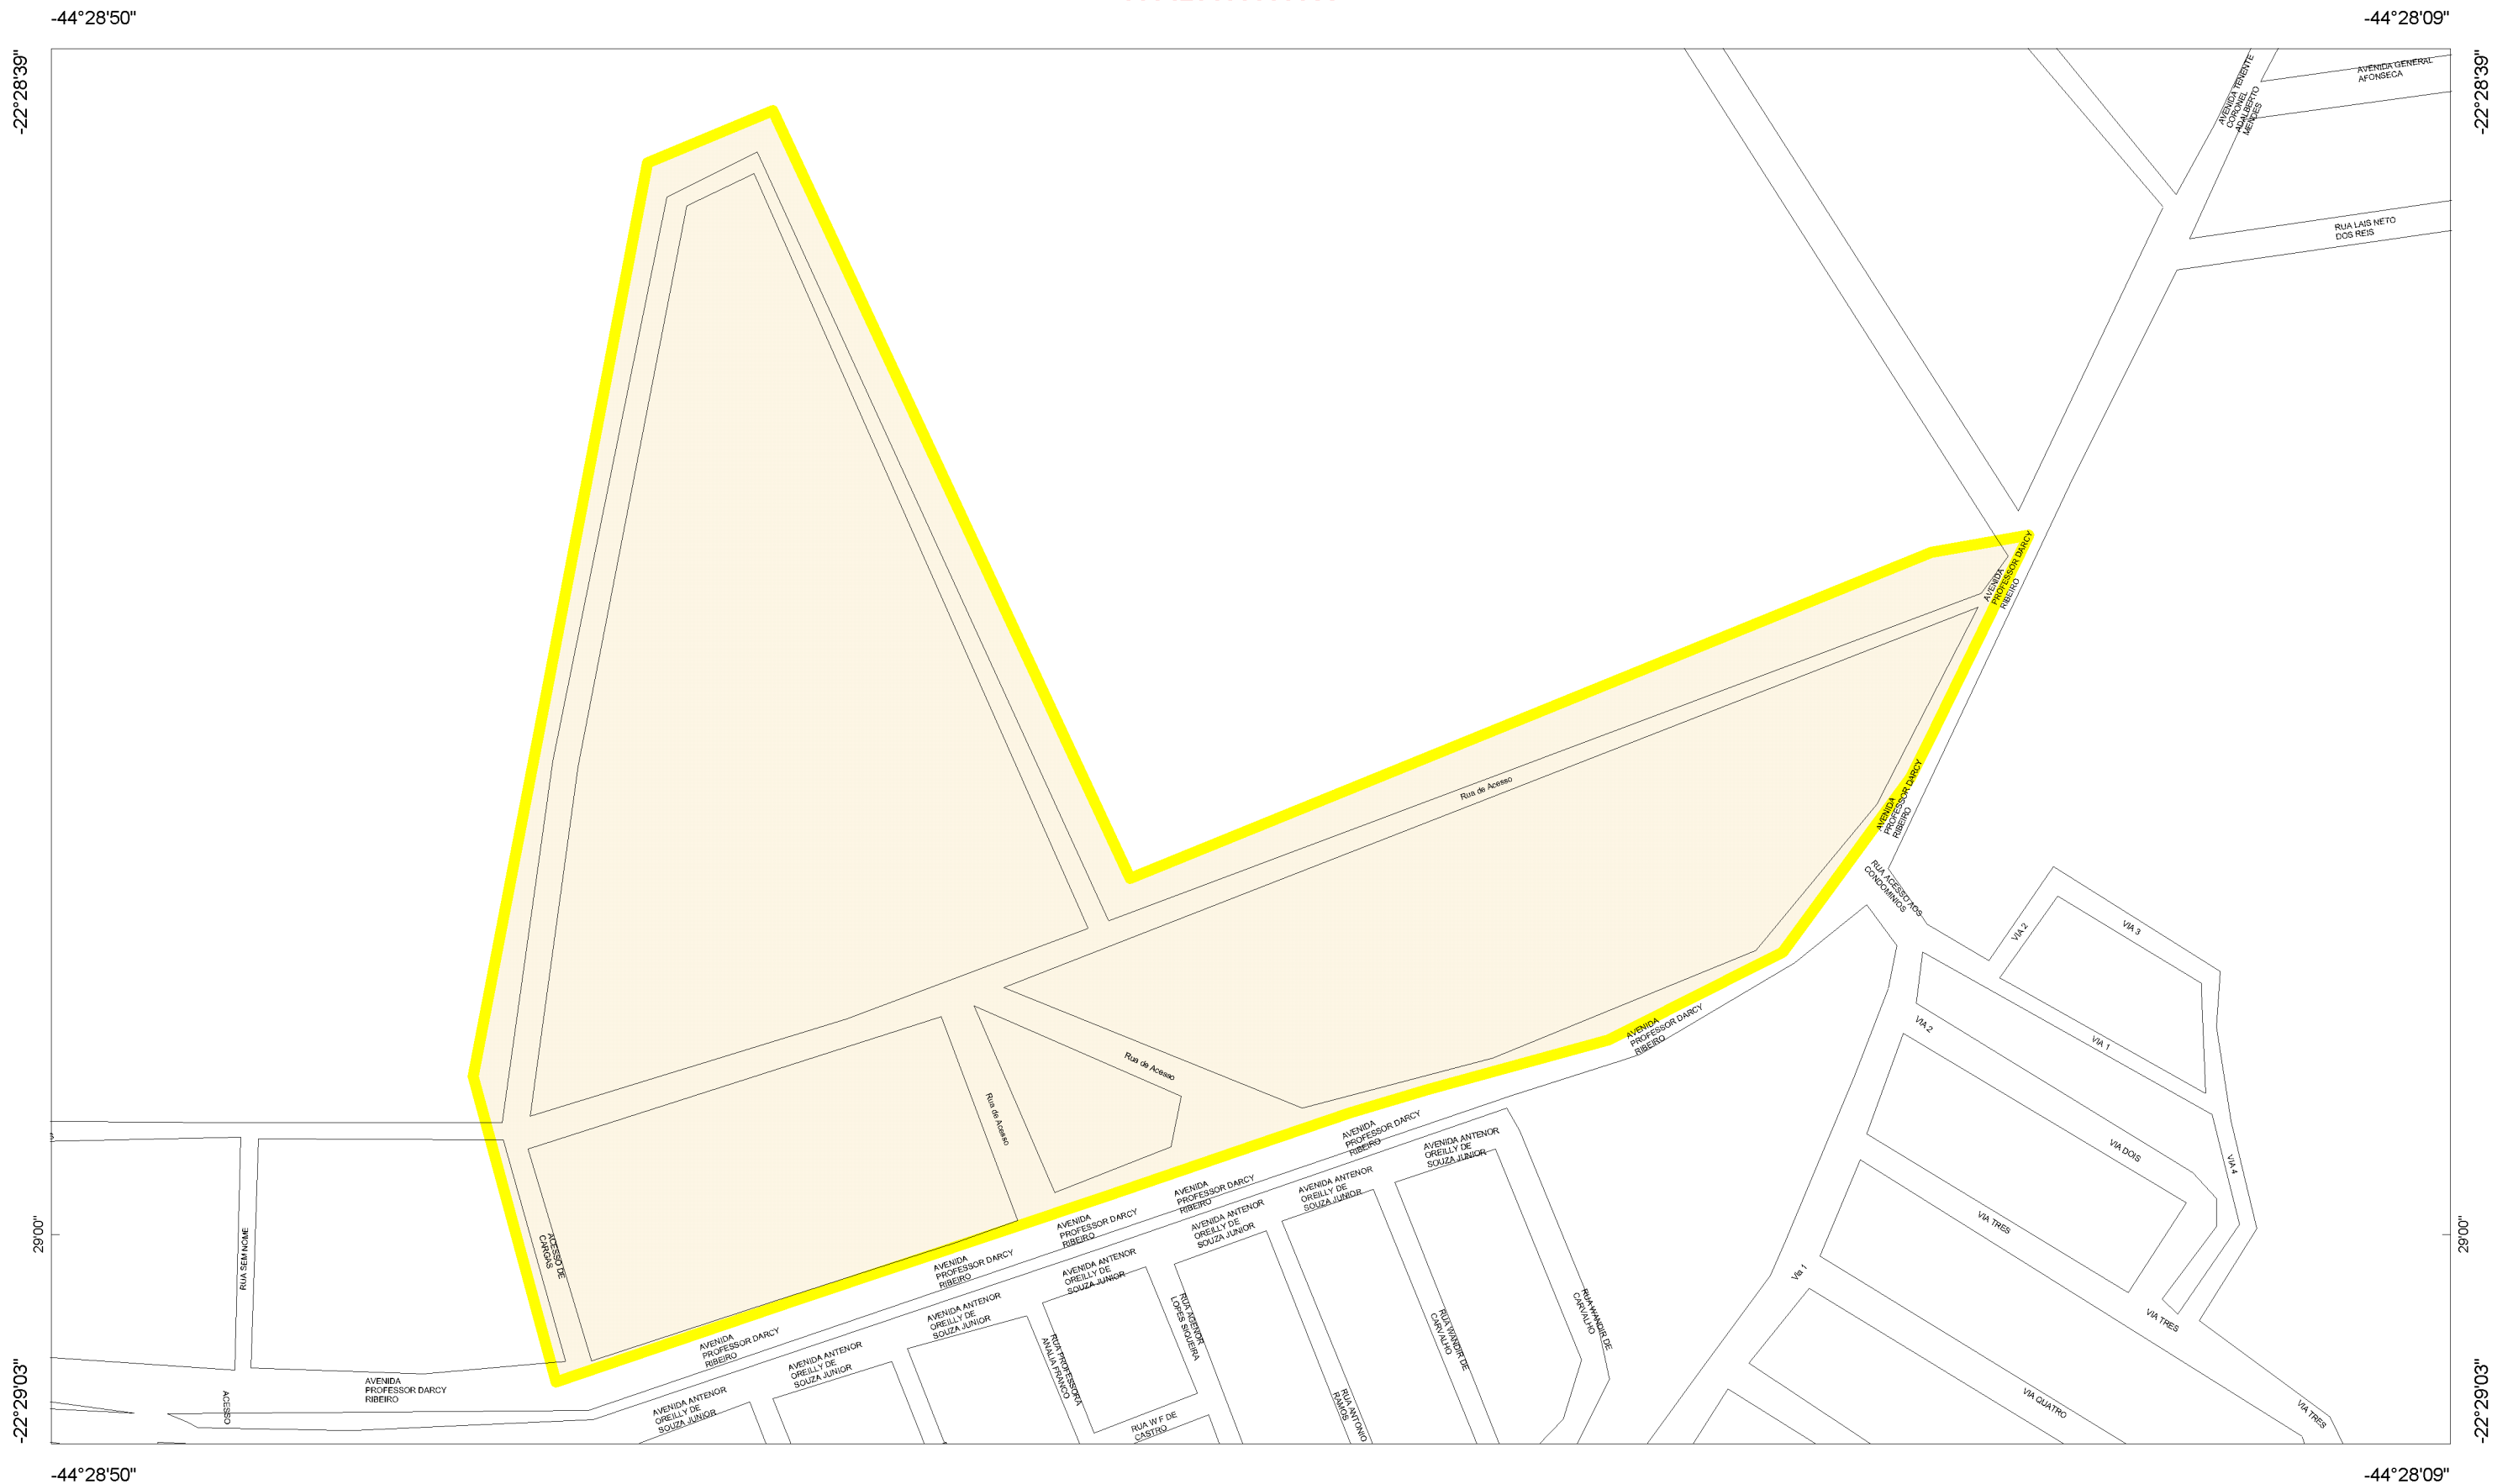 -44°28'50"
-44°28'09"
-22°28'39"
-22°28'39"
AVENIDA TENENTE
CORONEL
ADALBERTO
MENDES
AVENIDA GENERAL
AFONSECA
RUA LAIS NETO
DOS REIS
AVENIDA
PROFESSOR DARCY
RIBEIRO
Rua de Acesso
AVENIDA
PROFESSOR DARCY
RIBEIRO
RUA ACESSO AOS
CONDOMINIOS
VIA 2
VIA 3
VIA 2
VIA 1
AVENIDA
PROFESSOR DARCY
RIBEIRO
Rua de Acesso
Rua de Acesso
AVENIDA
PROFESSOR DARCY
RIBEIRO
AVENIDA ANTENOR
OREILLY DE
SOUZA JUNIOR
VIA DOIS
VIA 4
AVENIDA
PROFESSOR DARCY
RIBEIRO
AVENIDA ANTENOR
OREILLY DE
SOUZA JUNIOR
VIA TRES
29'00"
29'00"
RUA SEM NOME
ACESSO DE
CARGAS
AVENIDA
PROFESSOR DARCY
RIBEIRO
AVENIDA ANTENOR
OREILLY DE
SOUZA JUNIOR
AVENIDA
PROFESSOR DARCY
RIBEIRO
AVENIDA ANTENOR
OREILLY DE
SOUZA JUNIOR
Via 1
RUA AGENOR
LOPES SIQUEIRA
RUA WANDIR DE
CARVALHO
RUA WANDIR DE
CARVALHO
VIA TRES
AVENIDA
PROFESSOR DARCY
RIBEIRO
AVENIDA ANTENOR
OREILLY DE
SOUZA JUNIOR
RUA PROFESSORA
ANALIA FRANCO
AVENIDA ANTENOR
OREILLY DE
SOUZA JUNIOR
AVENIDA
PROFESSOR DARCY
RIBEIRO
ACESSO
AVENIDA ANTENOR
OREILLY DE
SOUZA JUNIOR
RUA W F DE
CASTRO
RUA ANTONIO
RAMOS
VIA QUATRO
VIA TRES
-22°29'03"
-22°29'03"
-44°28'50"
-44°28'09"